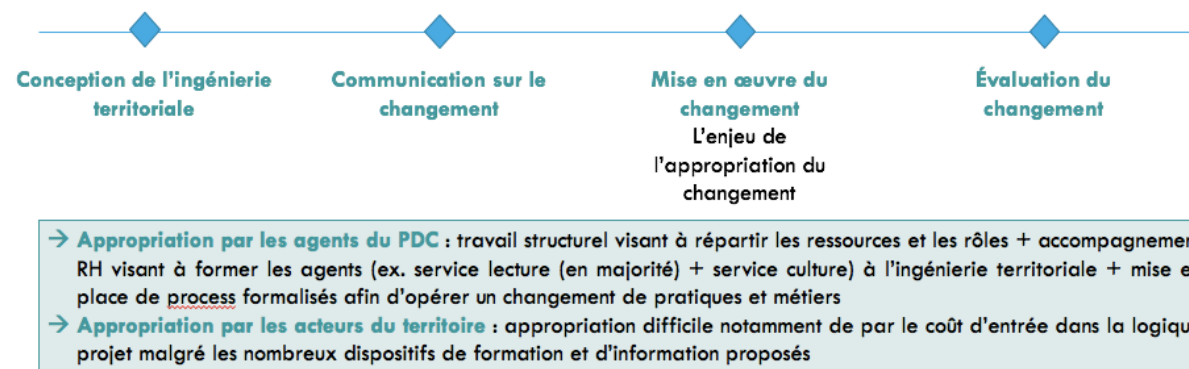 Conception de l'ingénierie
territoriale
Communication sur le
changement
Mise en œuvre du
changement
L'enjeu de
l'appropriation du
changement
Évaluation du
changement
→ Appropriation par les agents du PDC : travail structurel visant à répartir les ressources et les rôles + accompagnemen
RH visant à former les agents (ex. service lecture (en majorité) + service culture) à l'ingénierie territoriale + mise e
place de process formalisés afin d'opérer un changement de pratiques et métiers
→ Appropriation par les acteurs du territoire : appropriation difficile notamment de par le coût d'entrée dans la logiqu
projet malgré les nombreux dispositifs de formation et d'information proposés